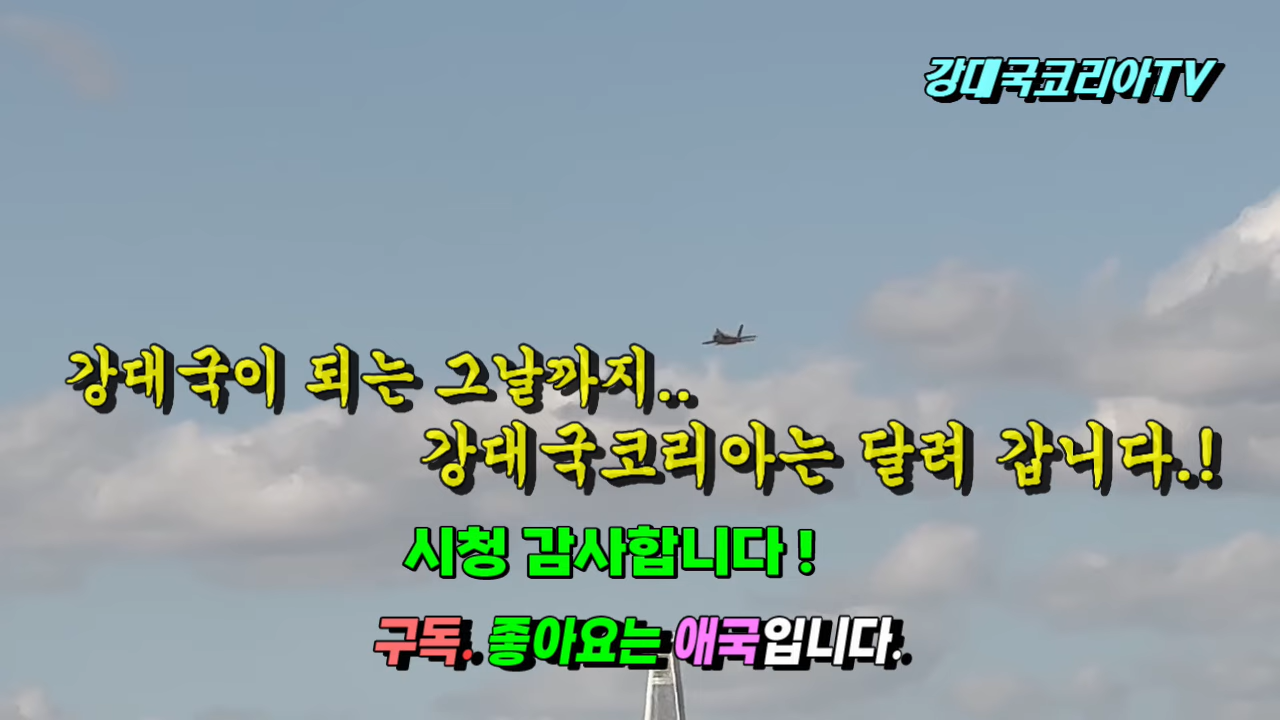 강대국코리아TV
강대국이 되는 그날까지..
강대국코리아는 달려 갑니다.!
시청 감사합니다 !
구독. 좋아요는 애국입니다.